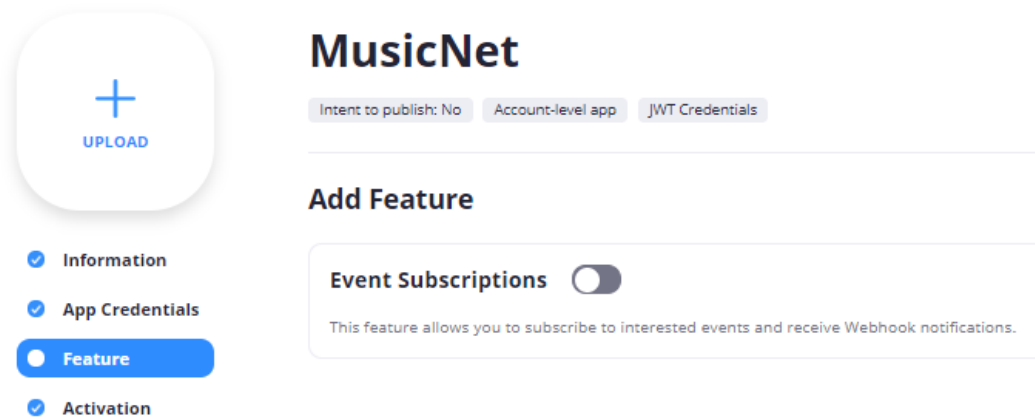 UPLOAD
Information
App Credentials
Feature
Activation
MusicNet
Intent to publish: No Account-level app JWT Credentials
Add Feature
Event Subscriptions
This feature allows you to subscribe to interested events and receive Webhook notifications.